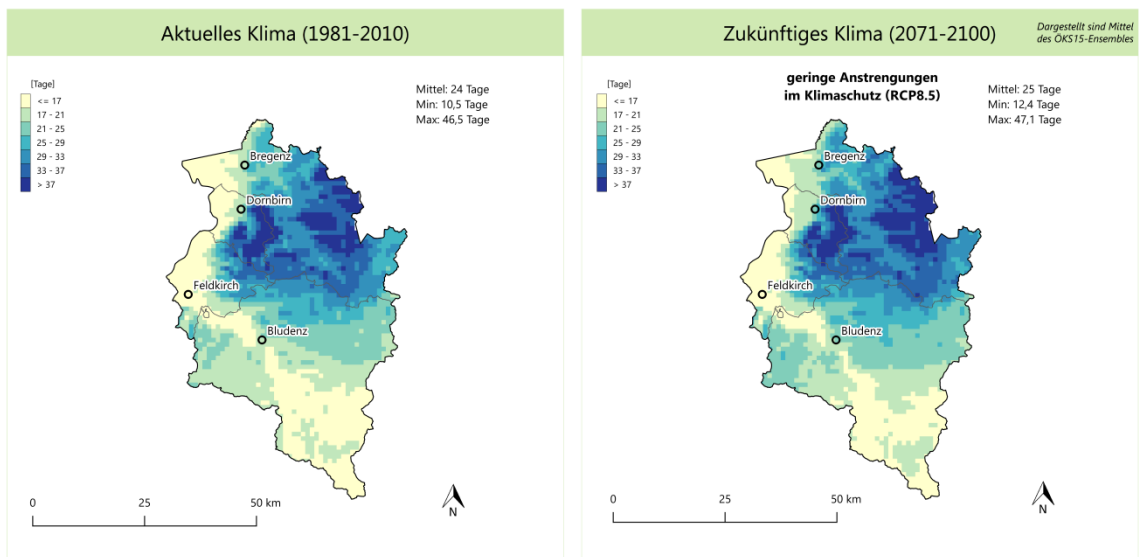 Aktuelles Klima (1981-2010)
[Tage]
<= 17
17 - 21
21 - 25
25 - 29
29 - 33
33 - 37
> 37
Mittel: 24 Tage
Min: 10,5 Tage
Max: 46,5 Tage
Bregenz
Dornbirn
Feldkirch
Bludenz
0 25 50 km
N
Zukünftiges Klima (2071-2100)
Dargestellt sind Mittel
des ÖKS15-Ensembles
geringe Anstrengungen
im Klimaschutz (RCP8.5)
[Tage]
<= 17
17 - 21
21 - 25
25 - 29
29 - 33
33 - 37
> 37
Mittel: 25 Tage
Min: 12,4 Tage
Max: 47,1 Tage
Bregenz
Dornbirn
Feldkirch
Bludenz
0 25 50 km
N